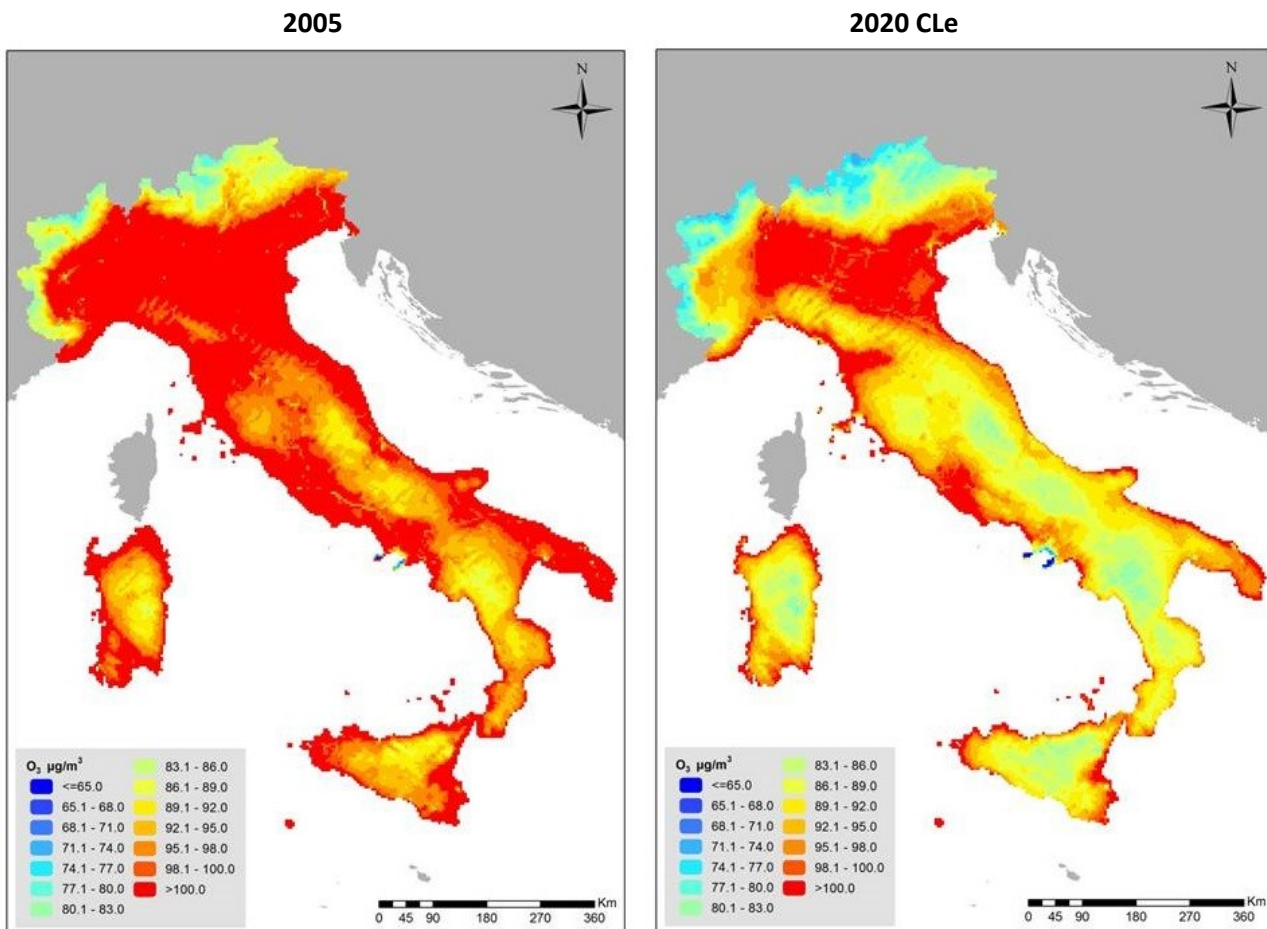 2005
2020 CLe
N
N
O₃ µg/m³
<=65.0
65.1 - 68.0
68.1 - 71.0
71.1 - 74.0
74.1 - 77.0
77.1 - 80.0
80.1 - 83.0
83.1 - 86.0
86.1 - 89.0
89.1 - 92.0
92.1 - 95.0
95.1 - 98.0
98.1 - 100.0
>100.0
Km
0 45 90 180 270 360
O₃ µg/m³
<=65.0
65.1 - 68.0
68.1 - 71.0
71.1 - 74.0
74.1 - 77.0
77.1 - 80.0
80.1 - 83.0
83.1 - 86.0
86.1 - 89.0
89.1 - 92.0
92.1 - 95.0
95.1 - 98.0
98.1 - 100.0
>100.0
Km
0 45 90 180 270 360